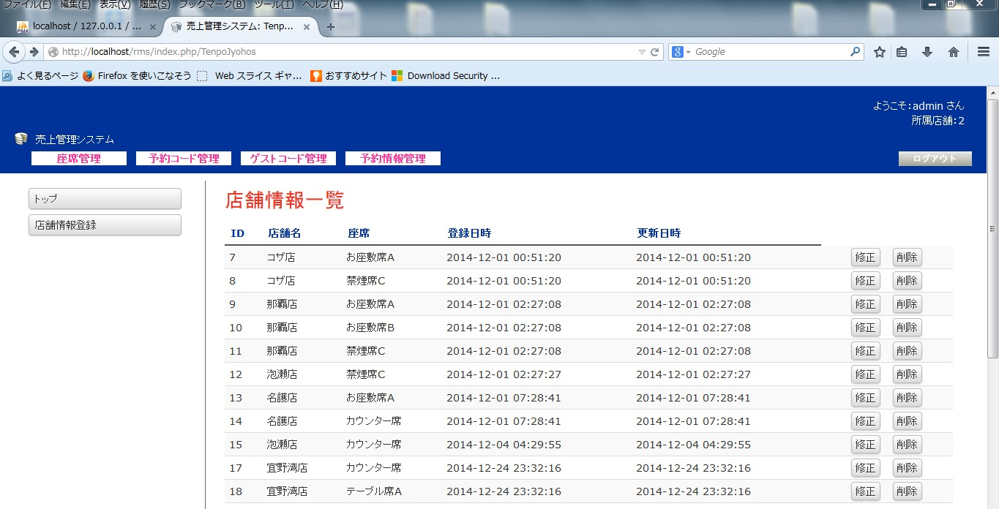 ファイル(F) 編集(E) 表示(V) 履歴(S) ブックマーク(B) ツール(T) ヘルプ(H)
PMA localhost / 127.0.0.1 / ... × 売上管理システム: Tenp... × +
http://localhost/rms/index.php/TenpoJyohos 8 Google
よく見るページ Firefox を使いこなそう Web スライス ギャ... おすすめサイト Download Security ...
ようこそ:admin さん
所属店舗:2
売上管理システム
座席管理 予約コード管理 ゲストコード管理 予約情報管理 ログアウト
トップ
店舗情報登録
店舗情報一覧
ID 店舗名 座席 登録日時 更新日時
7 コザ店 お座敷席A 2014-12-01 00:51:20 2014-12-01 00:51:20 修正 削除
8 コザ店 禁煙席C 2014-12-01 00:51:20 2014-12-01 00:51:20 修正 削除
9 那覇店 お座敷席A 2014-12-01 02:27:08 2014-12-01 02:27:08 修正 削除
10 那覇店 お座敷席B 2014-12-01 02:27:08 2014-12-01 02:27:08 修正 削除
11 那覇店 禁煙席C 2014-12-01 02:27:08 2014-12-01 02:27:08 修正 削除
12 泡瀬店 禁煙席C 2014-12-01 02:27:27 2014-12-01 02:27:27 修正 削除
13 名護店 お座敷席A 2014-12-01 07:28:41 2014-12-01 07:28:41 修正 削除
14 名護店 カウンター席 2014-12-01 07:28:41 2014-12-01 07:28:41 修正 削除
15 泡瀬店 カウンター席 2014-12-04 04:29:55 2014-12-04 04:29:55 修正 削除
17 宜野湾店 カウンター席 2014-12-24 23:32:16 2014-12-24 23:32:16 修正 削除
18 宜野湾店 テーブル席A 2014-12-24 23:32:16 2014-12-24 23:32:16 修正 削除